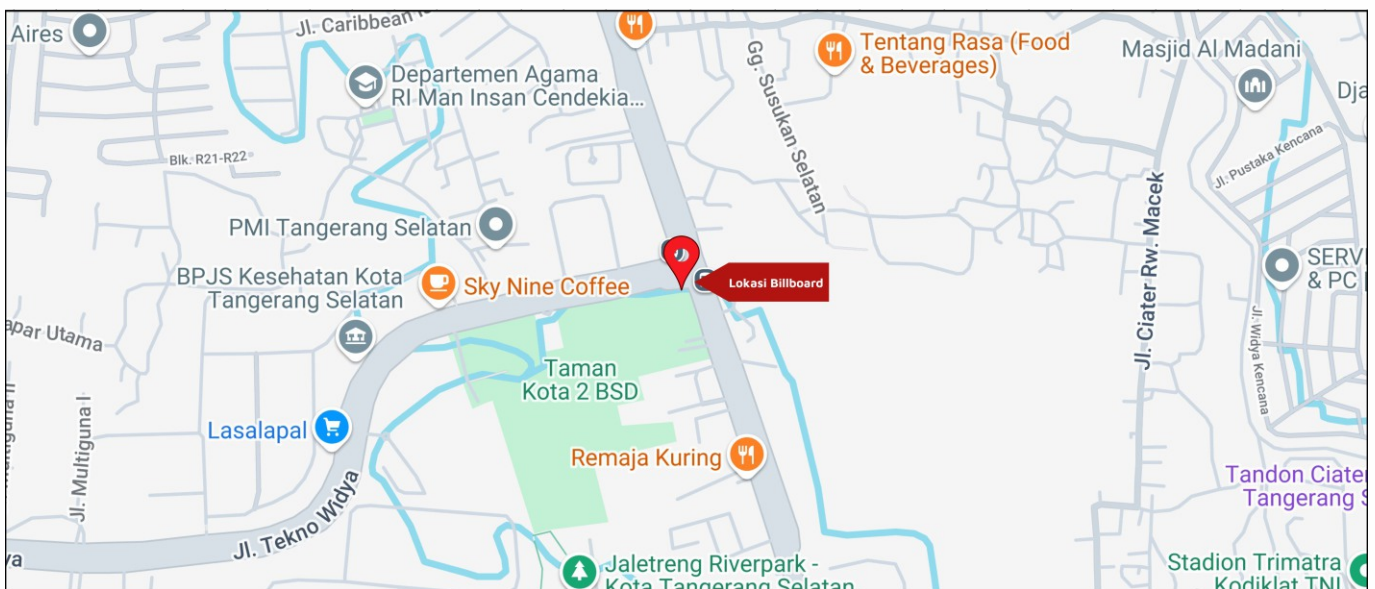 Aires
Jl. Caribbean
Departemen Agama
RI Man Insan Cendekia...
Gg. Susukan Selatan
Tentang Rasa (Food
& Beverages)
Masjid Al Madani
Blk. R21-R22
Jl. Pustaka Kencana
PMI Tangerang Selatan
BPJS Kesehatan Kota
Tangerang Selatan
Sky Nine Coffee
Lokasi Billboard
Jl. Ciater Rw. Macek
SERVI
& PC
apar Utama
Taman
Kota 2 BSD
Jl. Widya Kencana
Lasalapal
Jl. Multiguna I
Remaja Kuring
Jl. Tekno Widya
Tandon Ciater
Tangerang S
Jaletreng Riverpark -
Kota Tangerang Selatan
Stadion Trimatra
Kodiklat TNI
ya